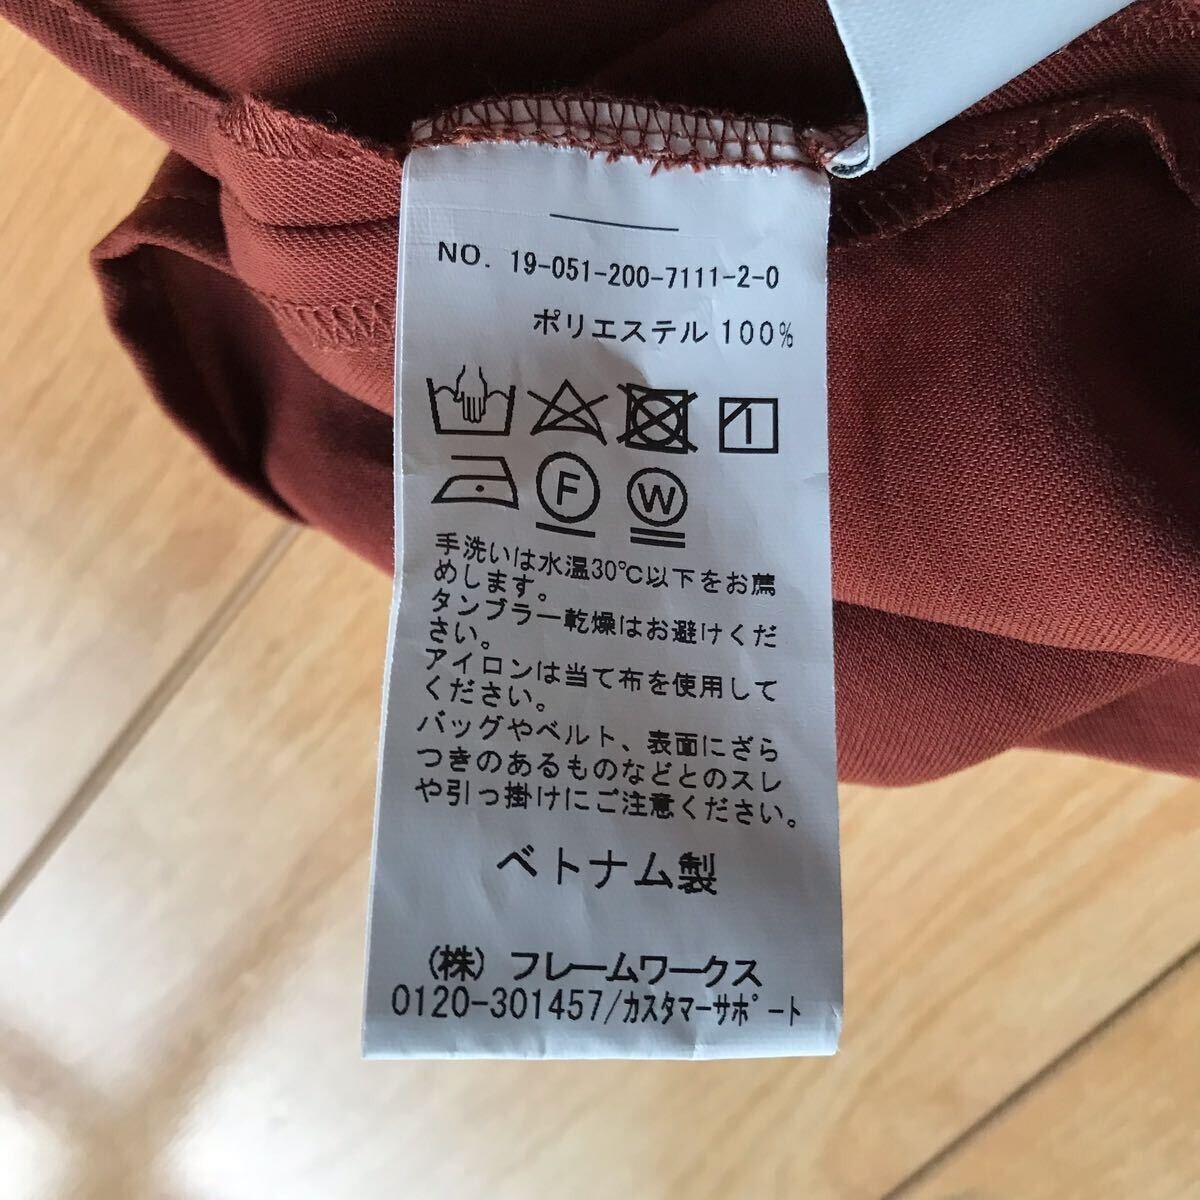 NO. 19-051-200-7111-2-0
ポリエステル 100%
F W
手洗いは水温30℃以下をお薦
めします。
タンブラー乾燥はお避けくだ
さい。
アイロンは当て布を使用して
ください。
バッグやベルト、表面にざら
つきのあるものなどとのスレ
や引っ掛けにご注意ください。
ベトナム製
(株) フレームワークス
0120-301457/ｶｽﾀﾏｰｻﾎﾟｰﾄ